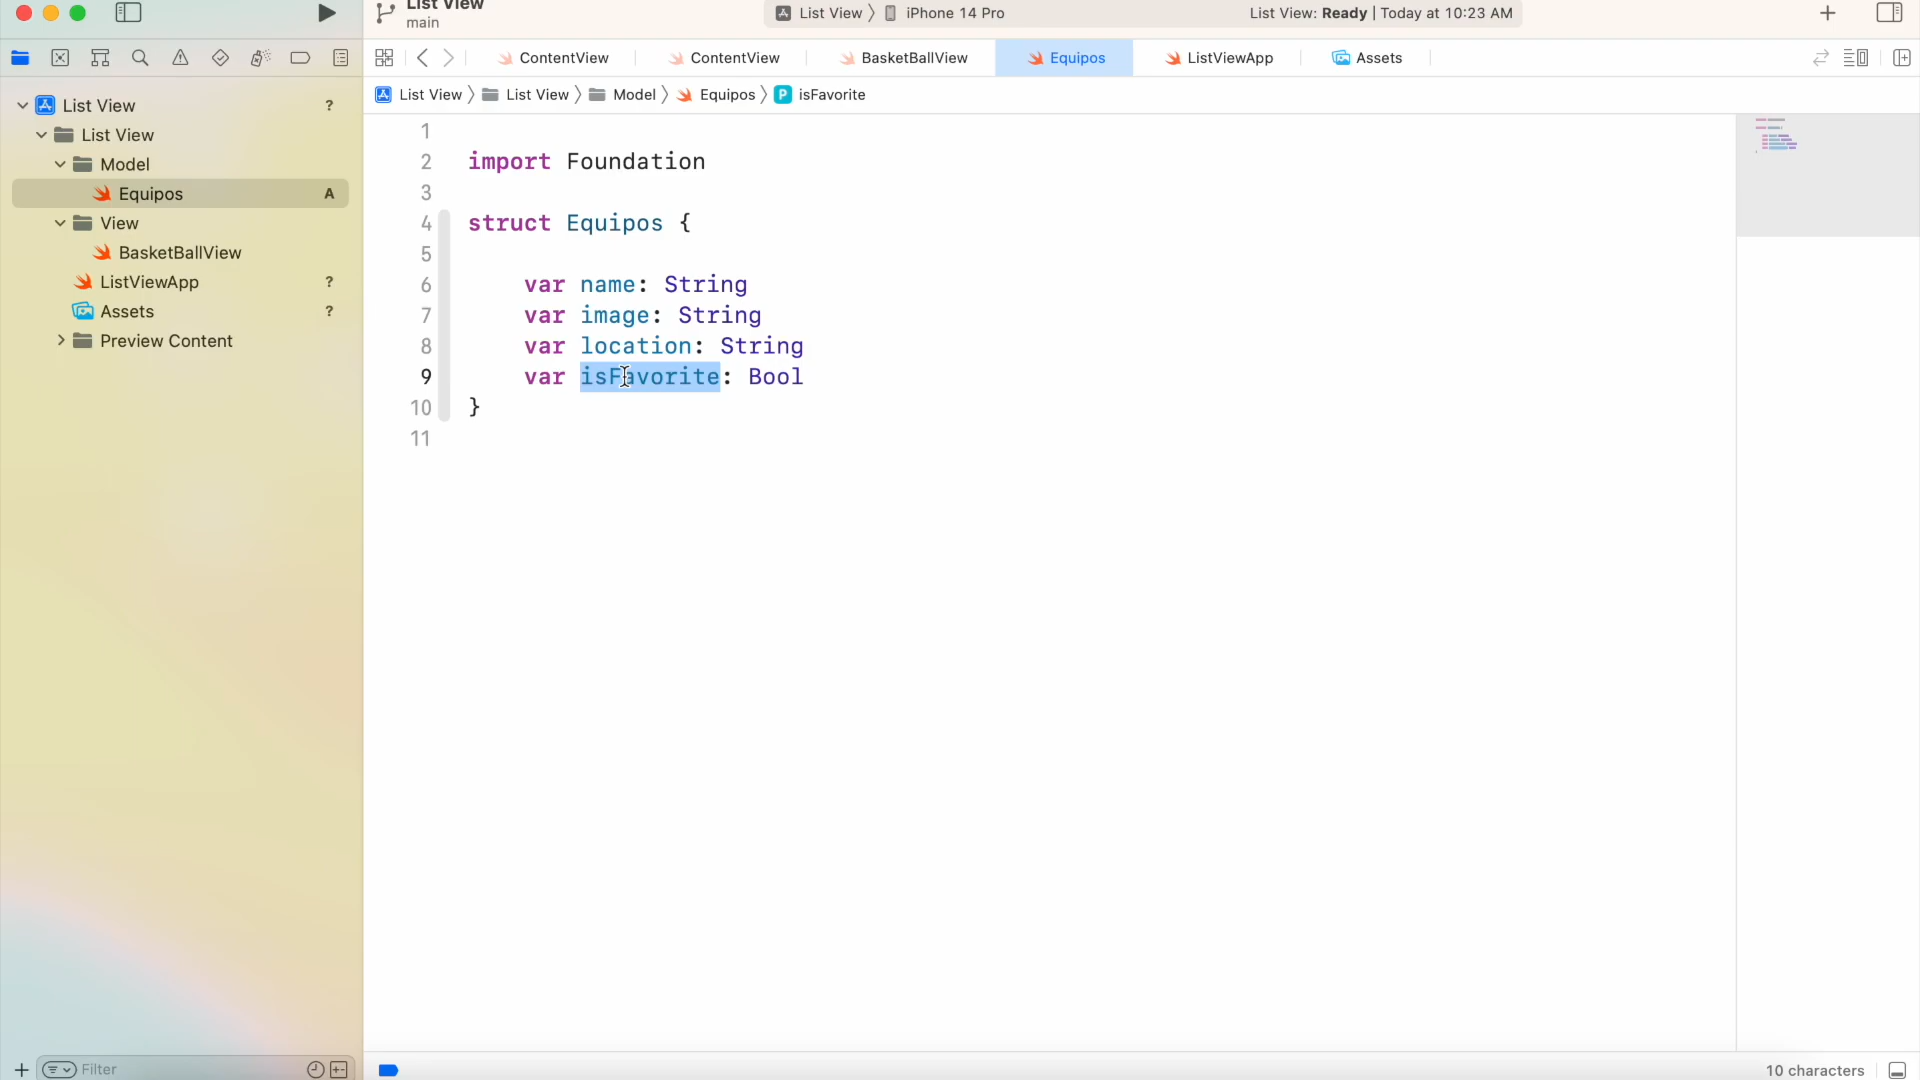 List View
main
List View 〉 iPhone 14 Pro
List View: Ready | Today at 10:23 AM
ContentView
ContentView
BasketBallView
Equipos
ListViewApp
Assets
List View 〉 List View 〉 Model 〉 Equipos 〉 P isFavorite
List View ?
List View
Model
Equipos A
View
BasketBallView
ListViewApp ?
Assets ?
Preview Content
1
2 import Foundation
3
4 struct Equipos {
5
6 var name: String
7 var image: String
8 var location: String
9 var isFavorite: Bool
10 }
11
Filter
10 characters